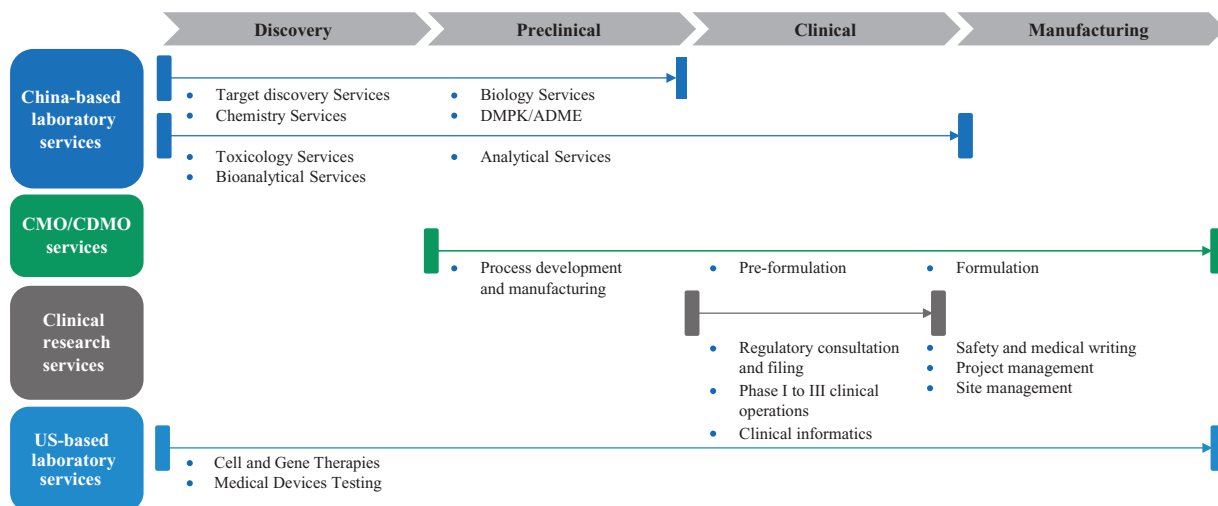 Discovery
Preclinical
Clinical
Manufacturing
China-based
laboratory
services
• Target discovery Services
• Chemistry Services
• Biology Services
• DMPK/ADME
• Toxicology Services
• Bioanalytical Services
• Analytical Services
CMO/CDMO
services
• Process development
and manufacturing
• Pre-formulation
• Formulation
Clinical
research
services
• Regulatory consultation
and filing
• Phase I to III clinical
operations
• Clinical informatics
• Safety and medical writing
• Project management
• Site management
US-based
laboratory
services
• Cell and Gene Therapies
• Medical Devices Testing